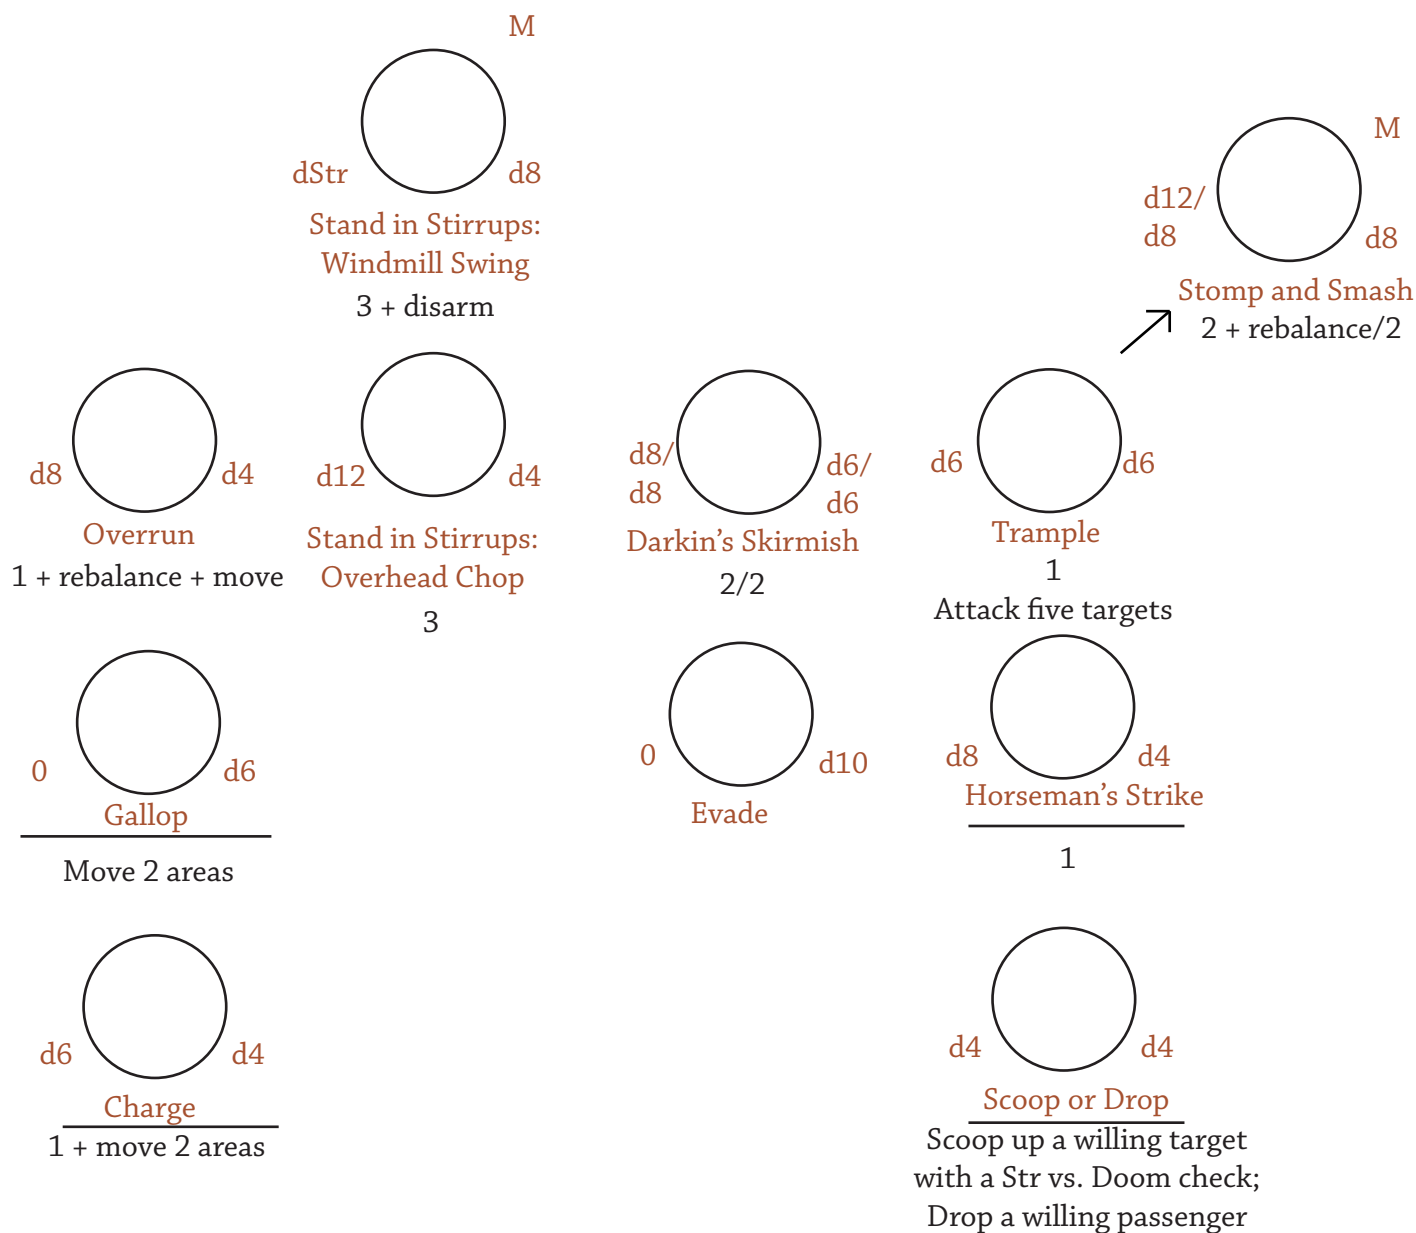 M
dStr
d8
Stand in Stirrups:
Windmill Swing
3 + disarm
M
d12/
d8
d8
Stomp and Smash
2 + rebalance/2
d8
d4
Overrun
1 + rebalance + move
d12
d4
Stand in Stirrups:
Overhead Chop
3
d8/
d8
d6/
d6
Darkin’s Skirmish
2/2
d6
d6
Trample
1
Attack five targets
0
d6
Gallop
Move 2 areas
0
d10
Evade
d8
d4
Horseman’s Strike
1
d6
d4
Charge
1 + move 2 areas
d4
d4
Scoop or Drop
Scoop up a willing target
with a Str vs. Doom check;
Drop a willing passenger